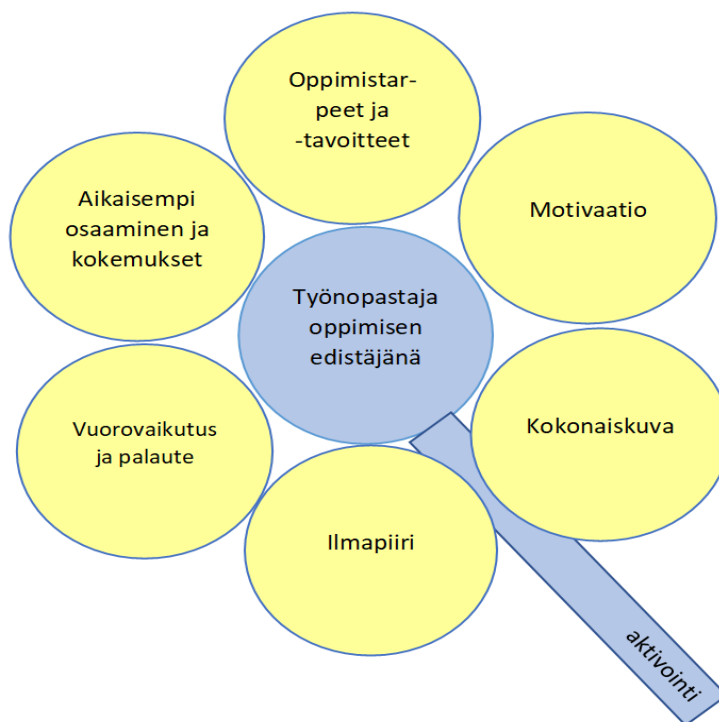 Oppimistar-
peet ja
-tavoitteet
Aikaisempi
osaaminen ja
kokemukset
Motivaatio
Työnopastaja
oppimisen
edistäjänä
Vuorovaikutus
ja palaute
Kokonaiskuva
Ilmapiiri
aktivointi